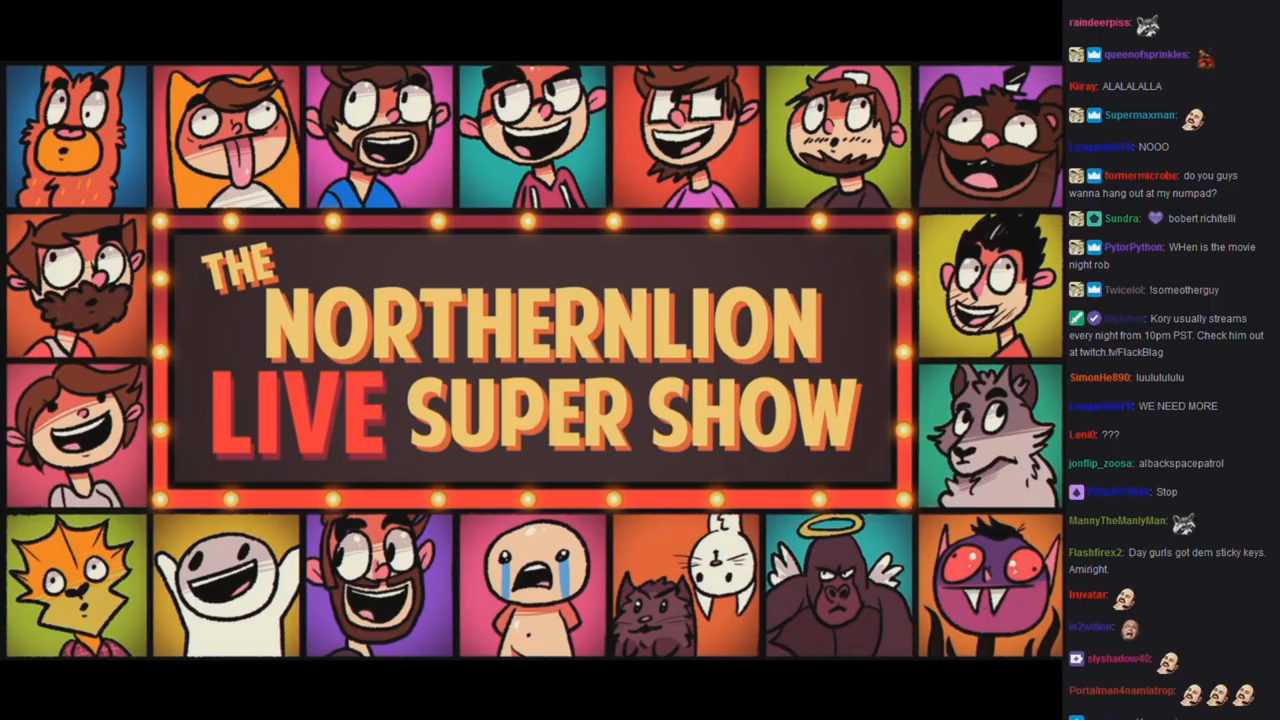 THE
NORTHERNLION
LIVE SUPER SHOW
raindeerpiss:
queenofsprinkles:
Kiiray: ALALALALLA
Supermaxman:
NOOO
formermicrobe: do you guys
wanna hang out at my numpad?
Sundra: bobert richitelli
PytorPython: WHen is the movie
night rob
Twicelol: !someotherguy
Kory usually streams
every night from 10pm PST. Check him out
at twitch.tv/FlackBlag
SimonHe890: luulululullu
WE NEED MORE
Leni0: ???
jonflip_zoosa: albackspacepatrol
Stop
MannyTheManlyMan:
Flashfirex2: Day gurls got dem sticky keys.
Amiright.
Iruvatar:
in2wition:
slyshadow40:
Portalman4namlatrop: